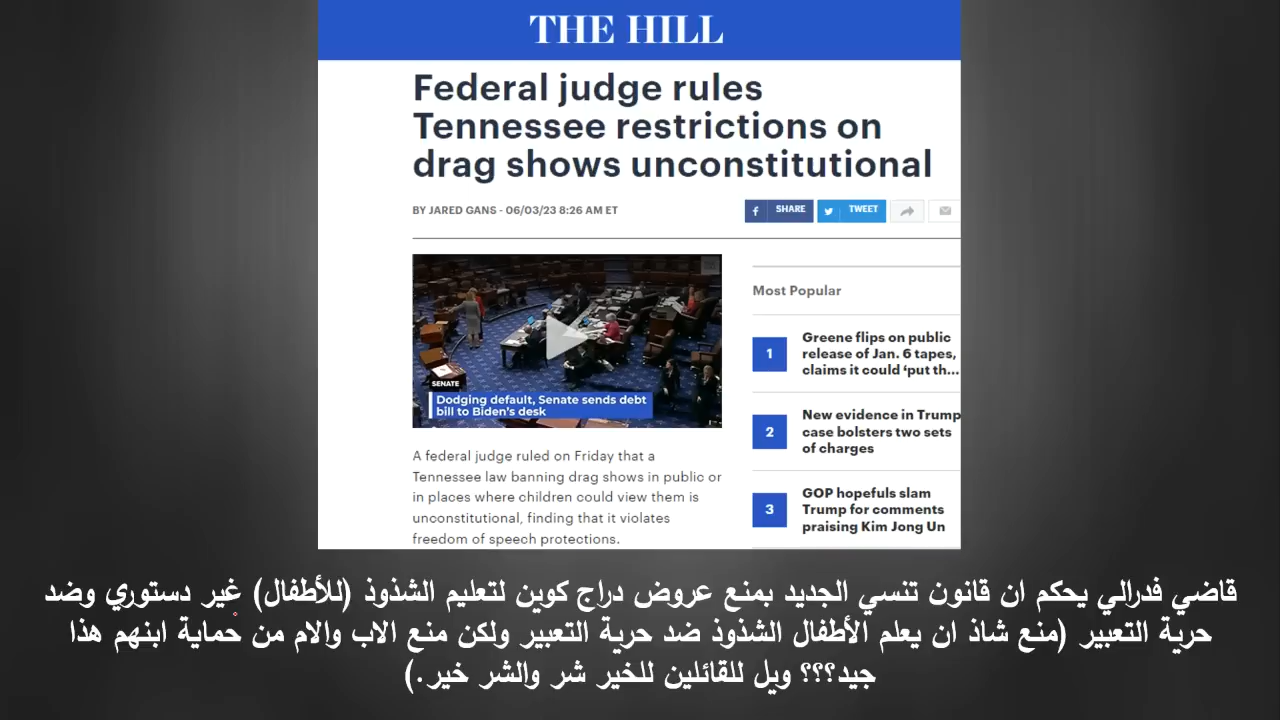 THE HILL
Federal judge rules
Tennessee restrictions on
drag shows unconstitutional
BY JARED GANS - 06/03/23 8:26 AM ET
SHARE
TWEET
SENATE
Dodging default, Senate sends debt
bill to Biden's desk
A federal judge ruled on Friday that a
Tennessee law banning drag shows in public or
in places where children could view them is
unconstitutional, finding that it violates
freedom of speech protections.
Most Popular
1
Greene flips on public
release of Jan. 6 tapes,
claims it could 'put th...
2
New evidence in Trump
case bolsters two sets
of charges
3
GOP hopefuls slam
Trump for comments
praising Kim Jong Un
قاضي فدرالي يحكم ان قانون تنسي الجديد بمنع عروض دراج كوين لتعليم الشذوذ (للأطفال) غير دستوري وضد
حرية التعبير (منع شاذ ان يعلم الأطفال الشذوذ ضد حرية التعبير ولكن منع الاب والام من حماية ابنهم هذا
جيد؟؟؟ ويل للقائلين للخير شر والشر خير.)